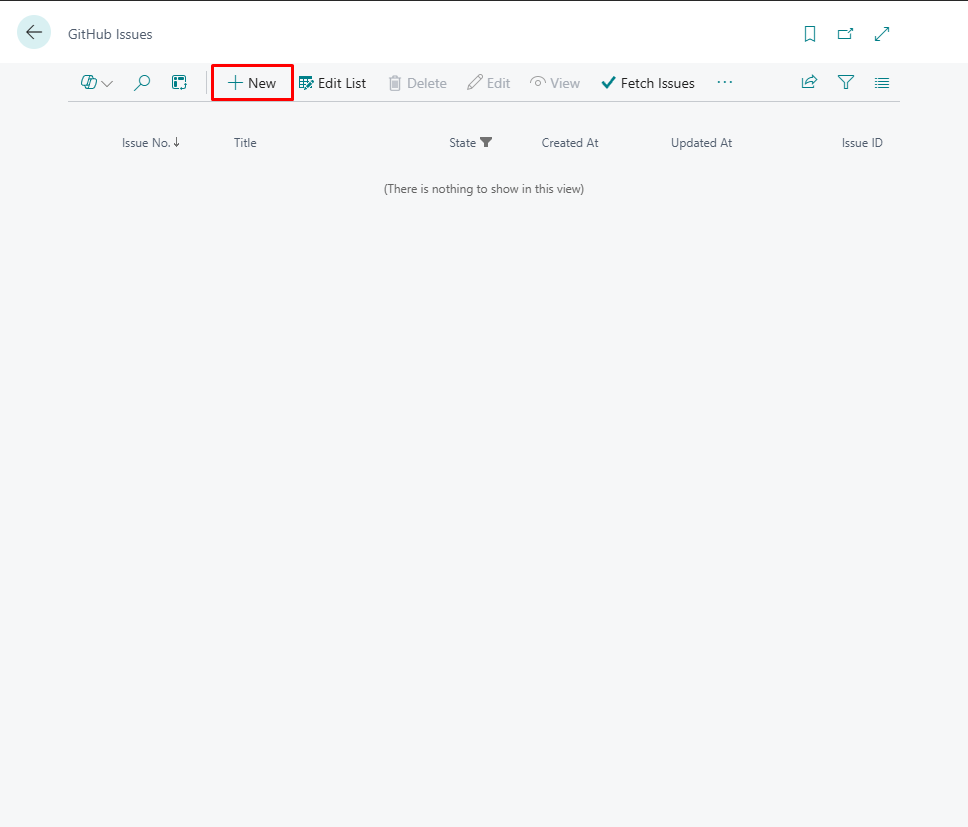 GitHub Issues
New Edit List Delete Edit View Fetch Issues ...
Issue No.↓ Title State Created At Updated At Issue ID
(There is nothing to show in this view)